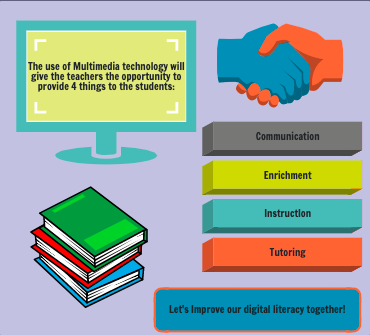 The use of Multimedia technology will
give the teachers the opportunity to
provide 4 things to the students:
Communication
Enrichment
Instruction
Tutoring
Let's Improve our digital literacy together!